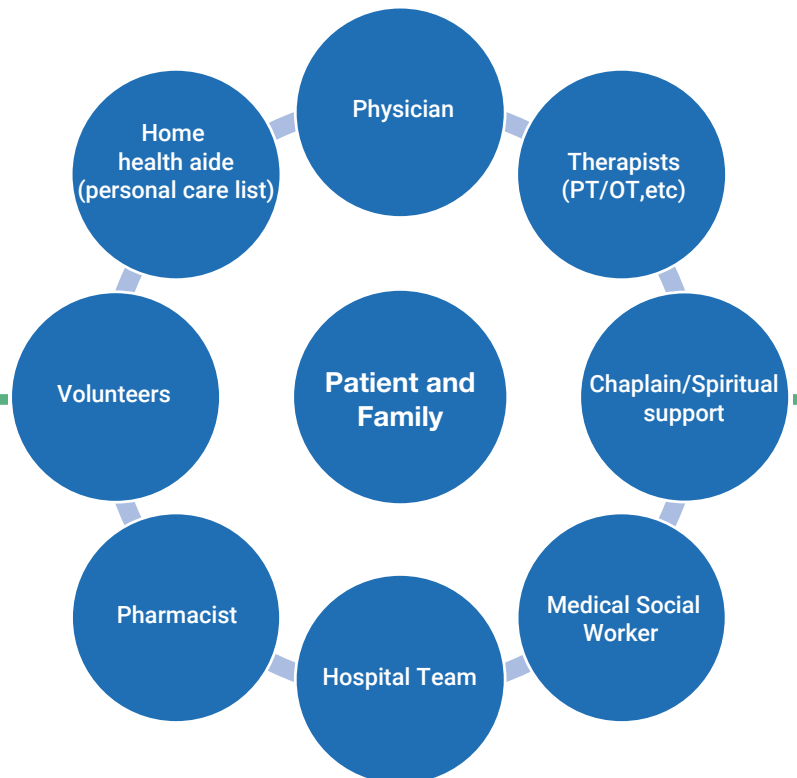 Physician
Home
health aide
(personal care list)
Therapists
(PT/OT,etc)
Volunteers
Patient and
Family
Chaplain/Spiritual
support
Pharmacist
Medical Social
Worker
Hospital Team